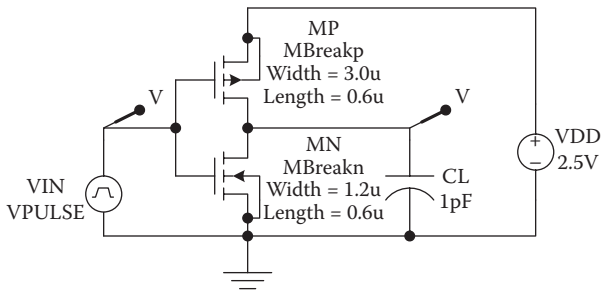 MP
MBreakp
Width = 3.0u
Length = 0.6u
V
V
MN
MBreakn
Width = 1.2u
Length = 0.6u
VDD
2.5V
+
−
VIN
VPULSE
CL
1pF